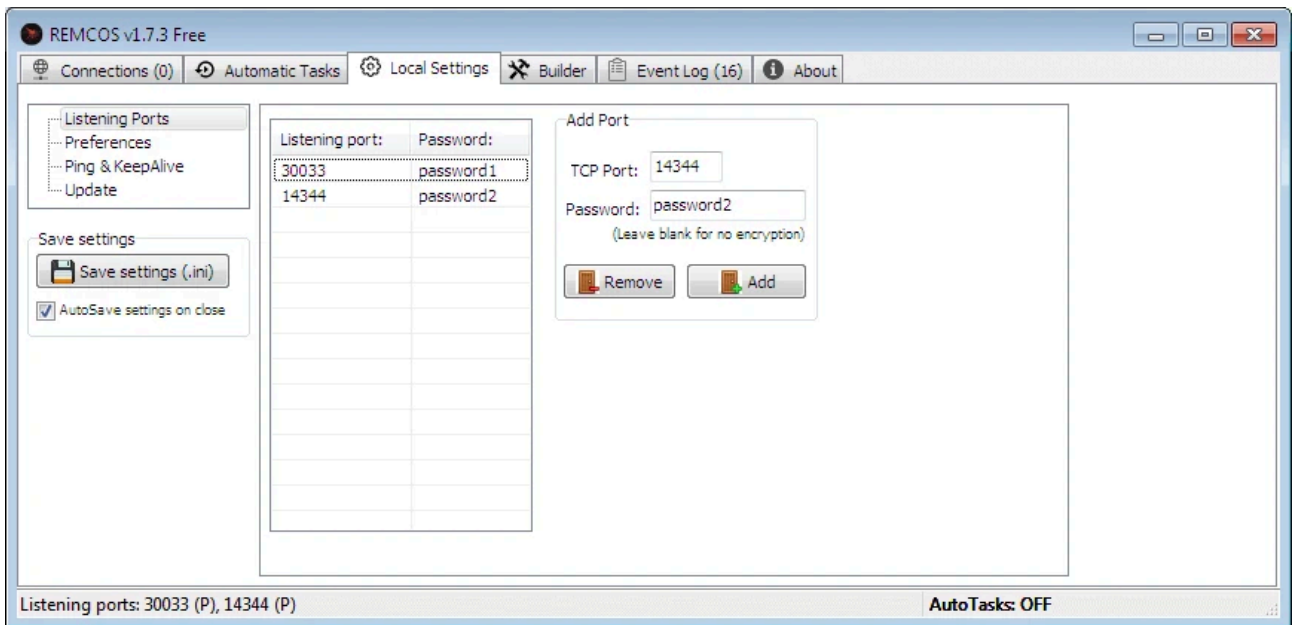 REMCOS v1.7.3 Free
Connections (0) Automatic Tasks Local Settings Builder Event Log (16) About
Listening Ports
Preferences
Ping & KeepAlive
Update
Save settings
Save settings (.ini)
AutoSave settings on close
Listening port: Password:
30033 password1
14344 password2
Add Port
TCP Port: 14344
Password: password2
(Leave blank for no encryption)
Remove Add
Listening ports: 30033 (P), 14344 (P) AutoTasks: OFF